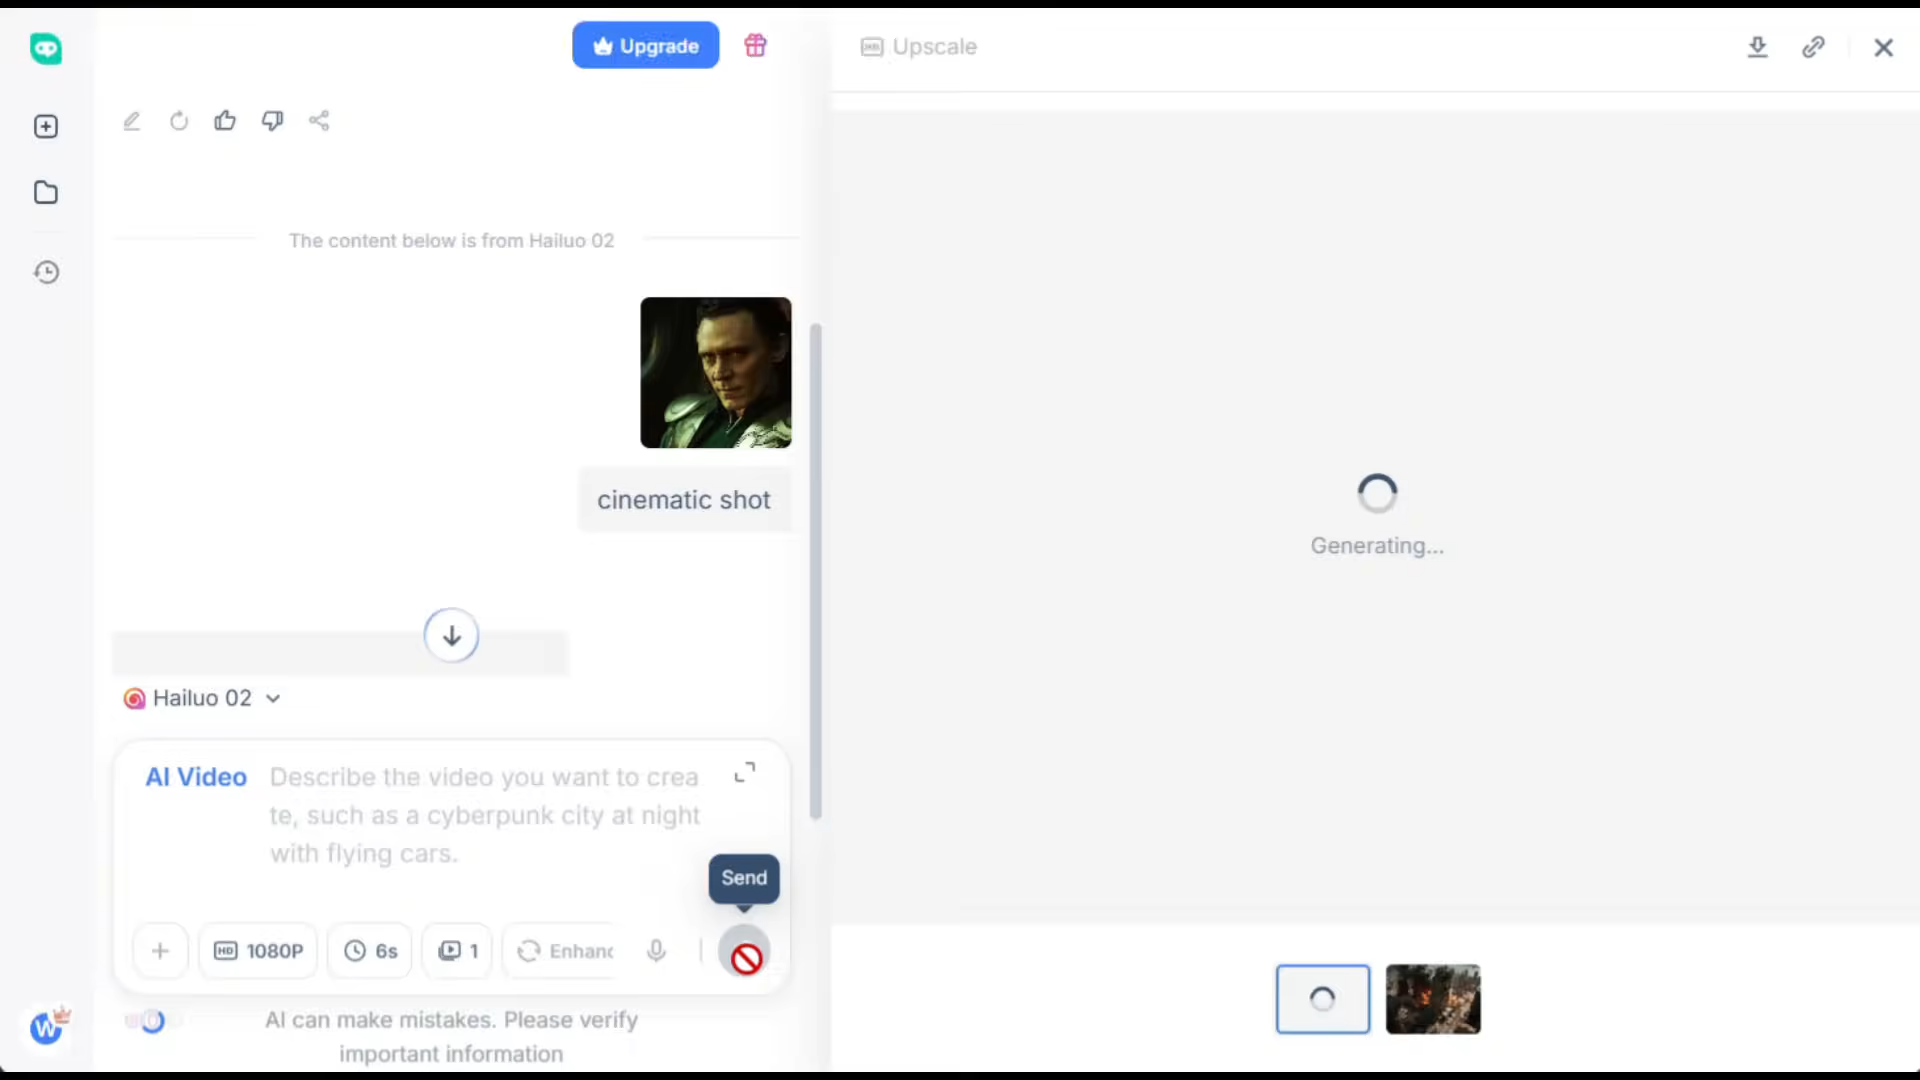 Upgrade
Upscale
The content below is from Hailuo 02
cinematic shot
Generating...
Hailuo 02
AI Video
Describe the video you want to crea
te, such as a cyberpunk city at night
with flying cars.
Send
HD 1080P
6s
1
Enhanc
AI can make mistakes. Please verify
important information
W